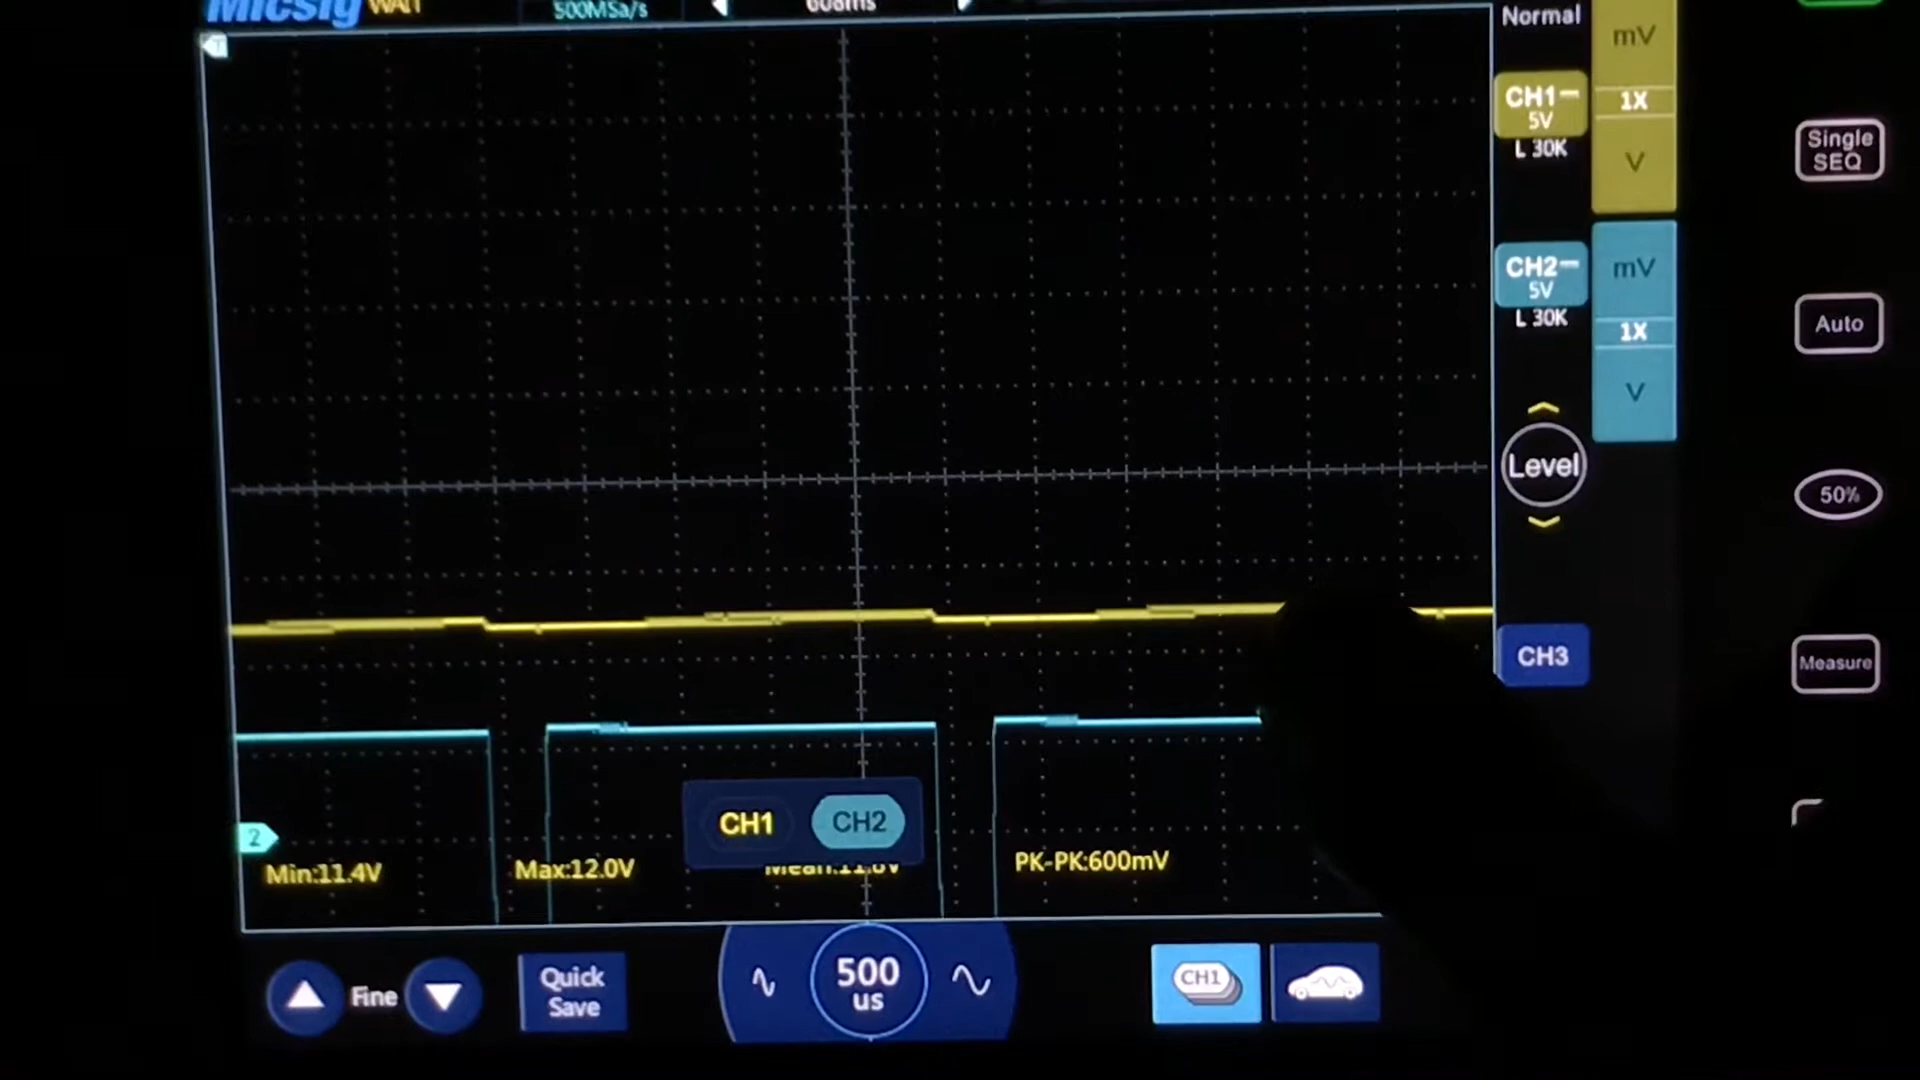 Micsig WAIT
500MSa/s
608ms
Normal
mV
CH1
5V
1X
L 30K
V
Single
SEQ
CH2
5V
mV
L 30K
1X
Auto
V
Level
50%
CH3
Measure
CH1
CH2
2
Min:11.4V
Max:12.0V
PK-PK:600mV
Fine
Quick
Save
500
us
CH1